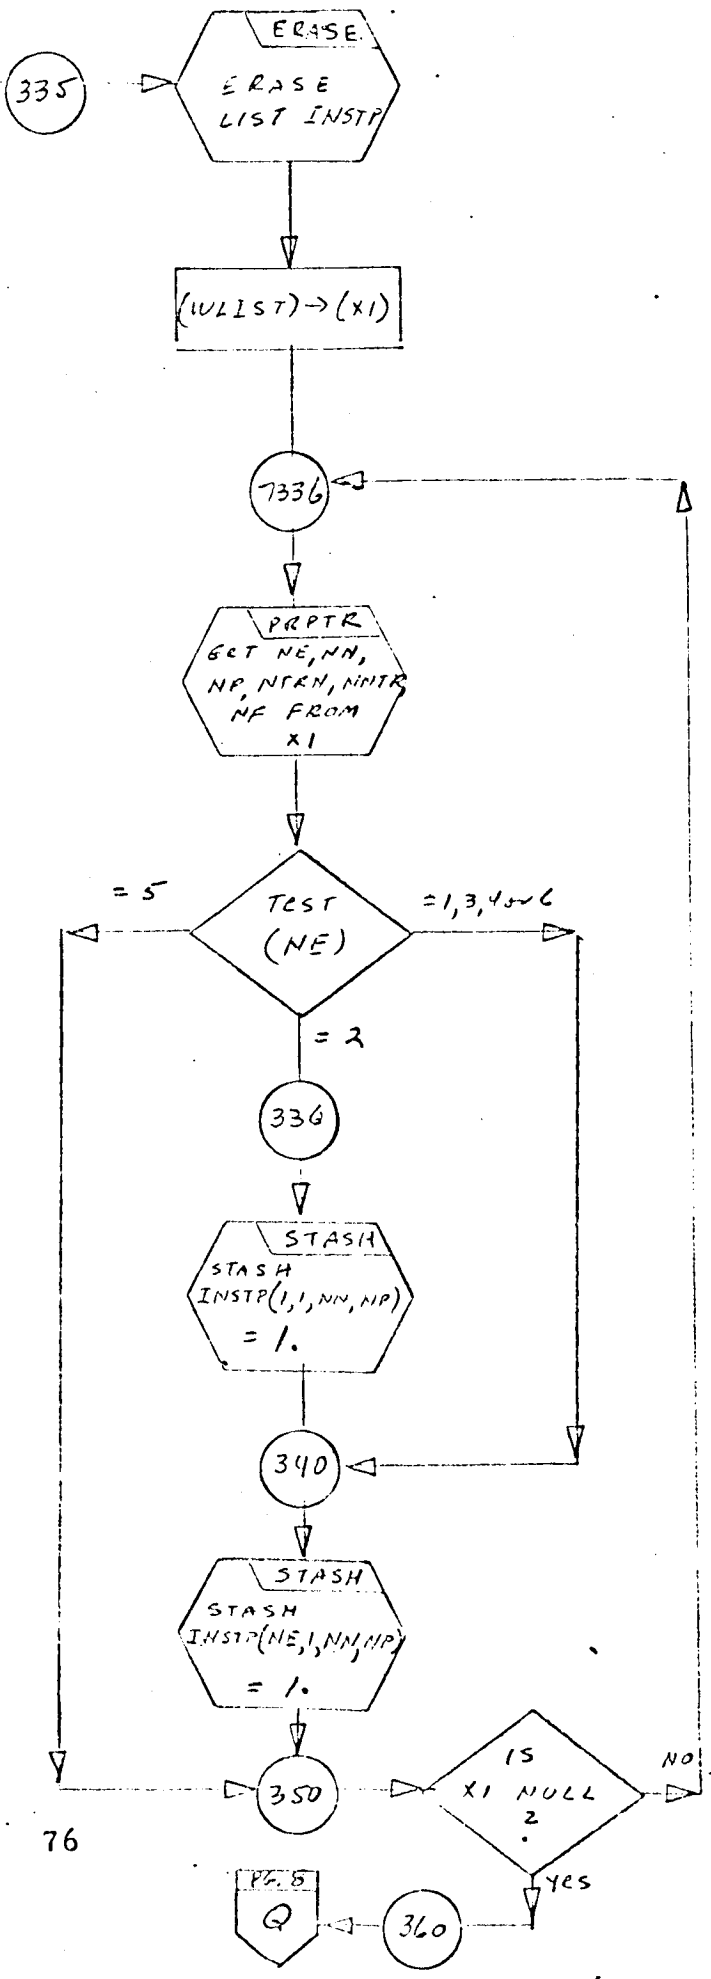 ERASE
335
ERASE
LIST INSTP
(IVLIST)→(X1)
7336
PRPTR
GET NE, NN,
NP, NTRN, NNTR,
NF FROM
X1
= 5
TEST
(NE)
=1,3,4 or 6
= 2
336
STASH
STASH
INSTP(1,1,NN,NP)
= 1.
340
STASH
STASH
INSTP(NE,1,NN,NP)
= 1.
350
IS
X1 NULL
?
NO
76
yes
PG. 8
Q
360